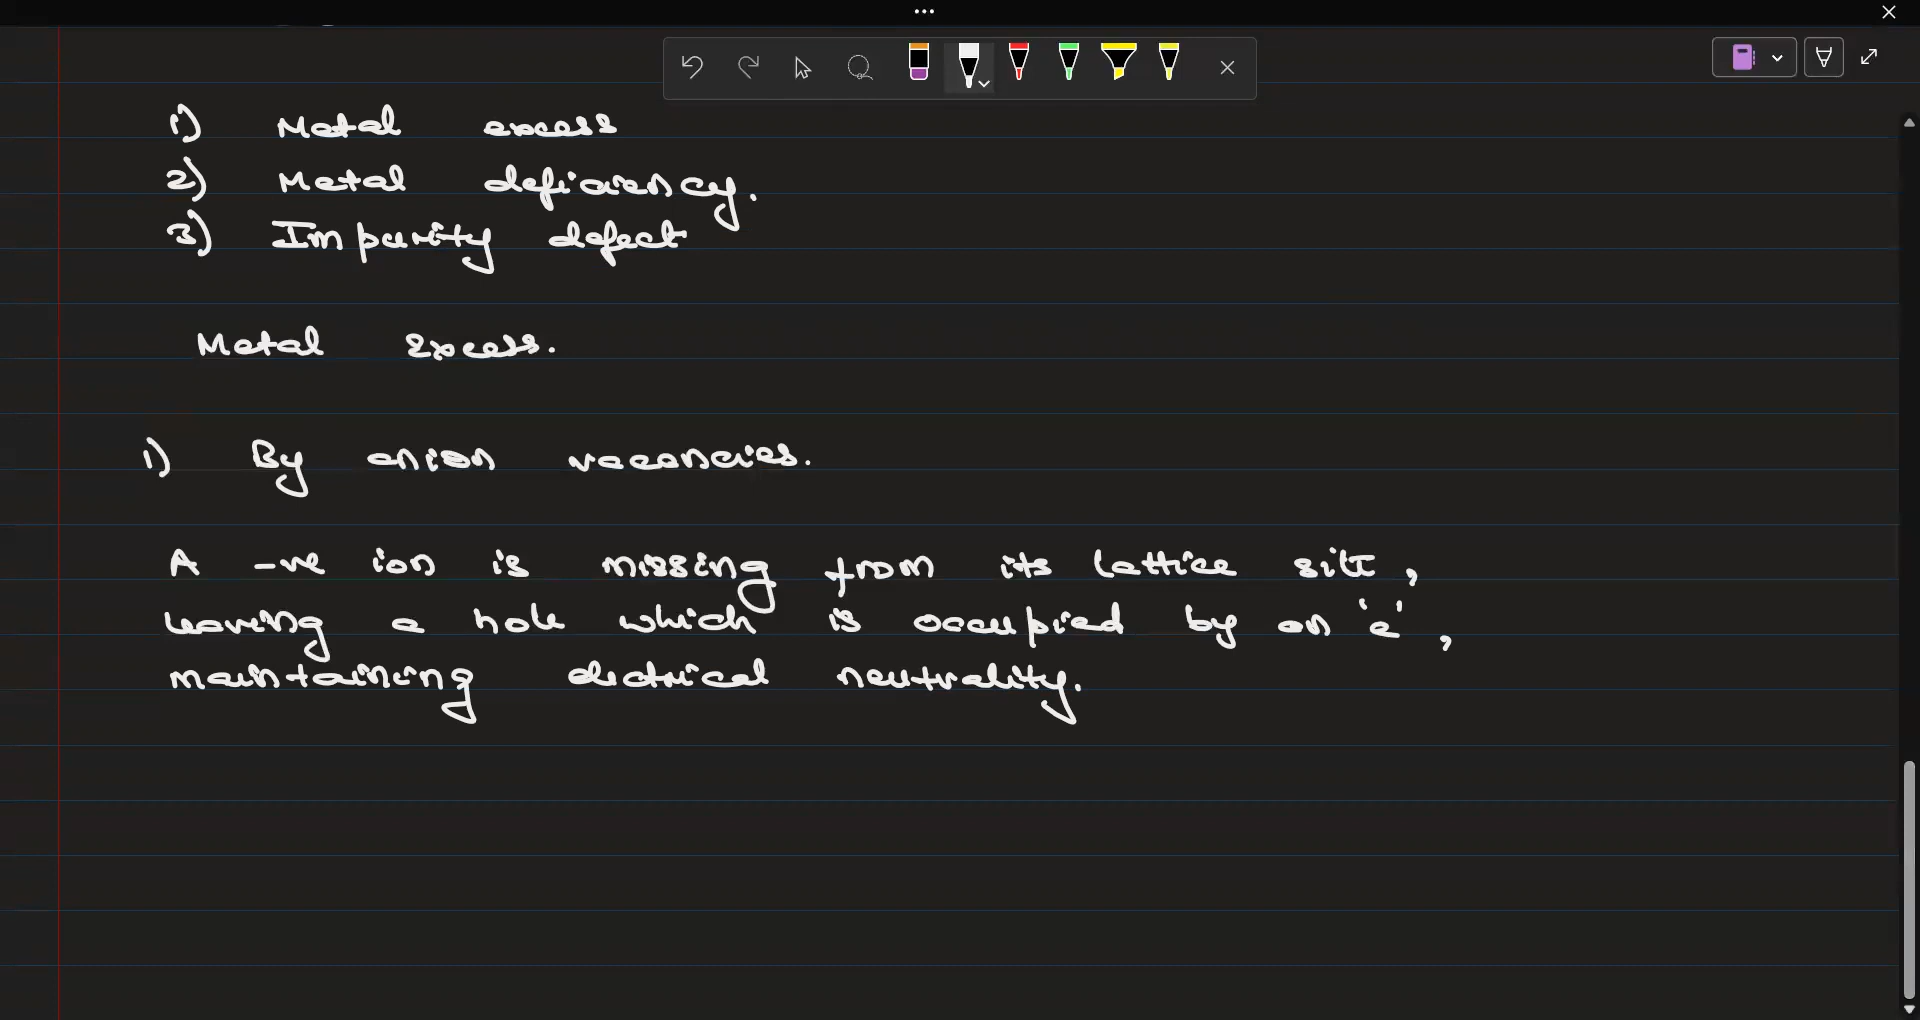 1) Metal excess
2) Metal deficiency.
3) Impurity defect
Metal Excess.
1) By anion vacancies.
A -ve ion is missing from its lattice site,
leaving a hole which is occupied by an 'e',
maintaining electrical neutrality.